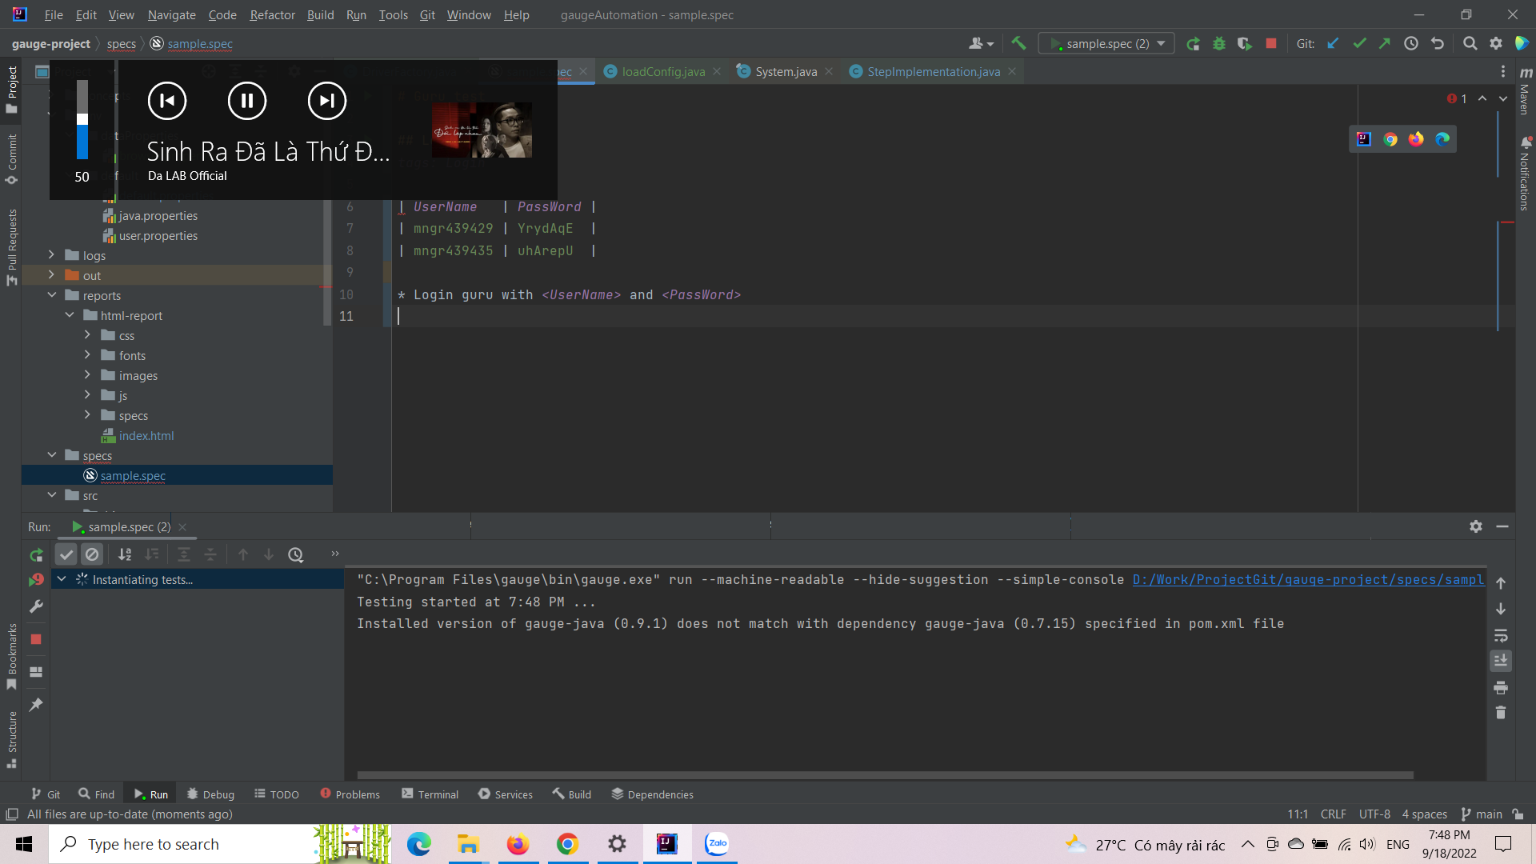 File Edit View Navigate Code Refactor Build Run Tools Git Window Help gaugeAutomation - sample.spec
gauge-project specs sample.spec
sample.spec (2)
Git:
Project
Commit
Pull Requests
Bookmarks
Structure
50
Sinh Ra Đã Là Thứ Đ...
Da LAB Official
loadConfig.java
System.java
StepImplementation.java
1
Maven
Notifications
java.properties
user.properties
logs
out
reports
html-report
css
fonts
images
js
specs
index.html
specs
sample.spec
src
6 | UserName | PassWord |
7 | mngr439429 | YrydAqE |
8 | mngr439435 | uhArepU |
9
10 * Login guru with <UserName> and <PassWord>
11
Run: sample.spec (2)
Instantiating tests...
"C:\Program Files\gauge\bin\gauge.exe" run --machine-readable --hide-suggestion --simple-console D:/Work/ProjectGit/gauge-project/specs/sampl
Testing started at 7:48 PM ...
Installed version of gauge-java (0.9.1) does not match with dependency gauge-java (0.7.15) specified in pom.xml file
Git Find Run Debug TODO Problems Terminal Services Build Dependencies
All files are up-to-date (moments ago)
11:1 CRLF UTF-8 4 spaces main
Type here to search
Zalo
27°C Có mây rải rác
ENG
7:48 PM
9/18/2022